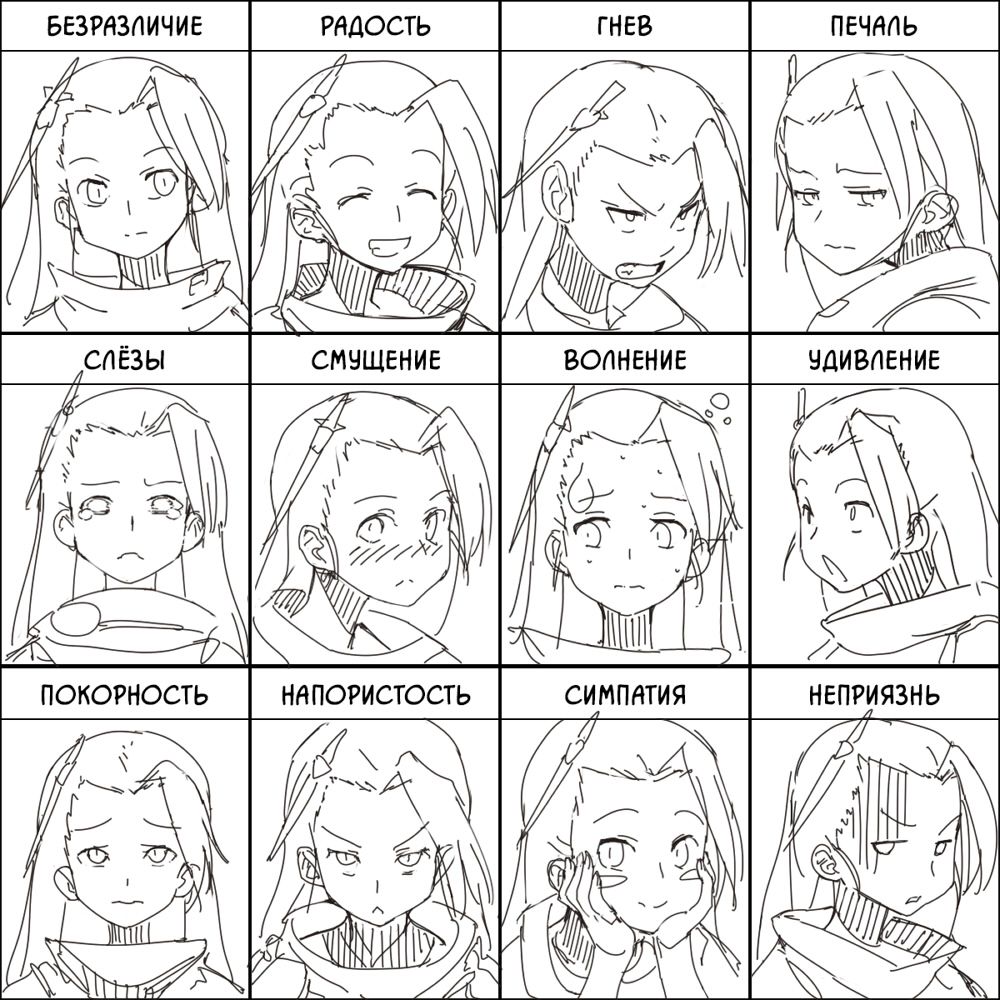 БЕЗРАЗЛИЧИЕ
РАДОСТЬ
ГНЕВ
ПЕЧАЛЬ
СЛЁЗЫ
СМУЩЕНИЕ
ВОЛНЕНИЕ
УДИВЛЕНИЕ
ПОКОРНОСТЬ
НАПОРИСТОСТЬ
СИМПАТИЯ
НЕПРИЯЗНЬ